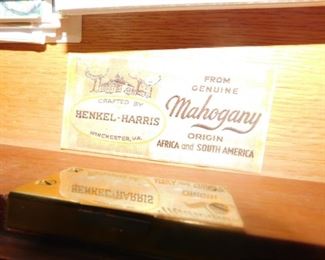 CRAFTED BY
HENKEL-HARRIS
WINCHESTER, VA.
FROM
GENUINE
Mahogany
ORIGIN
AFRICA and SOUTH AMERICA